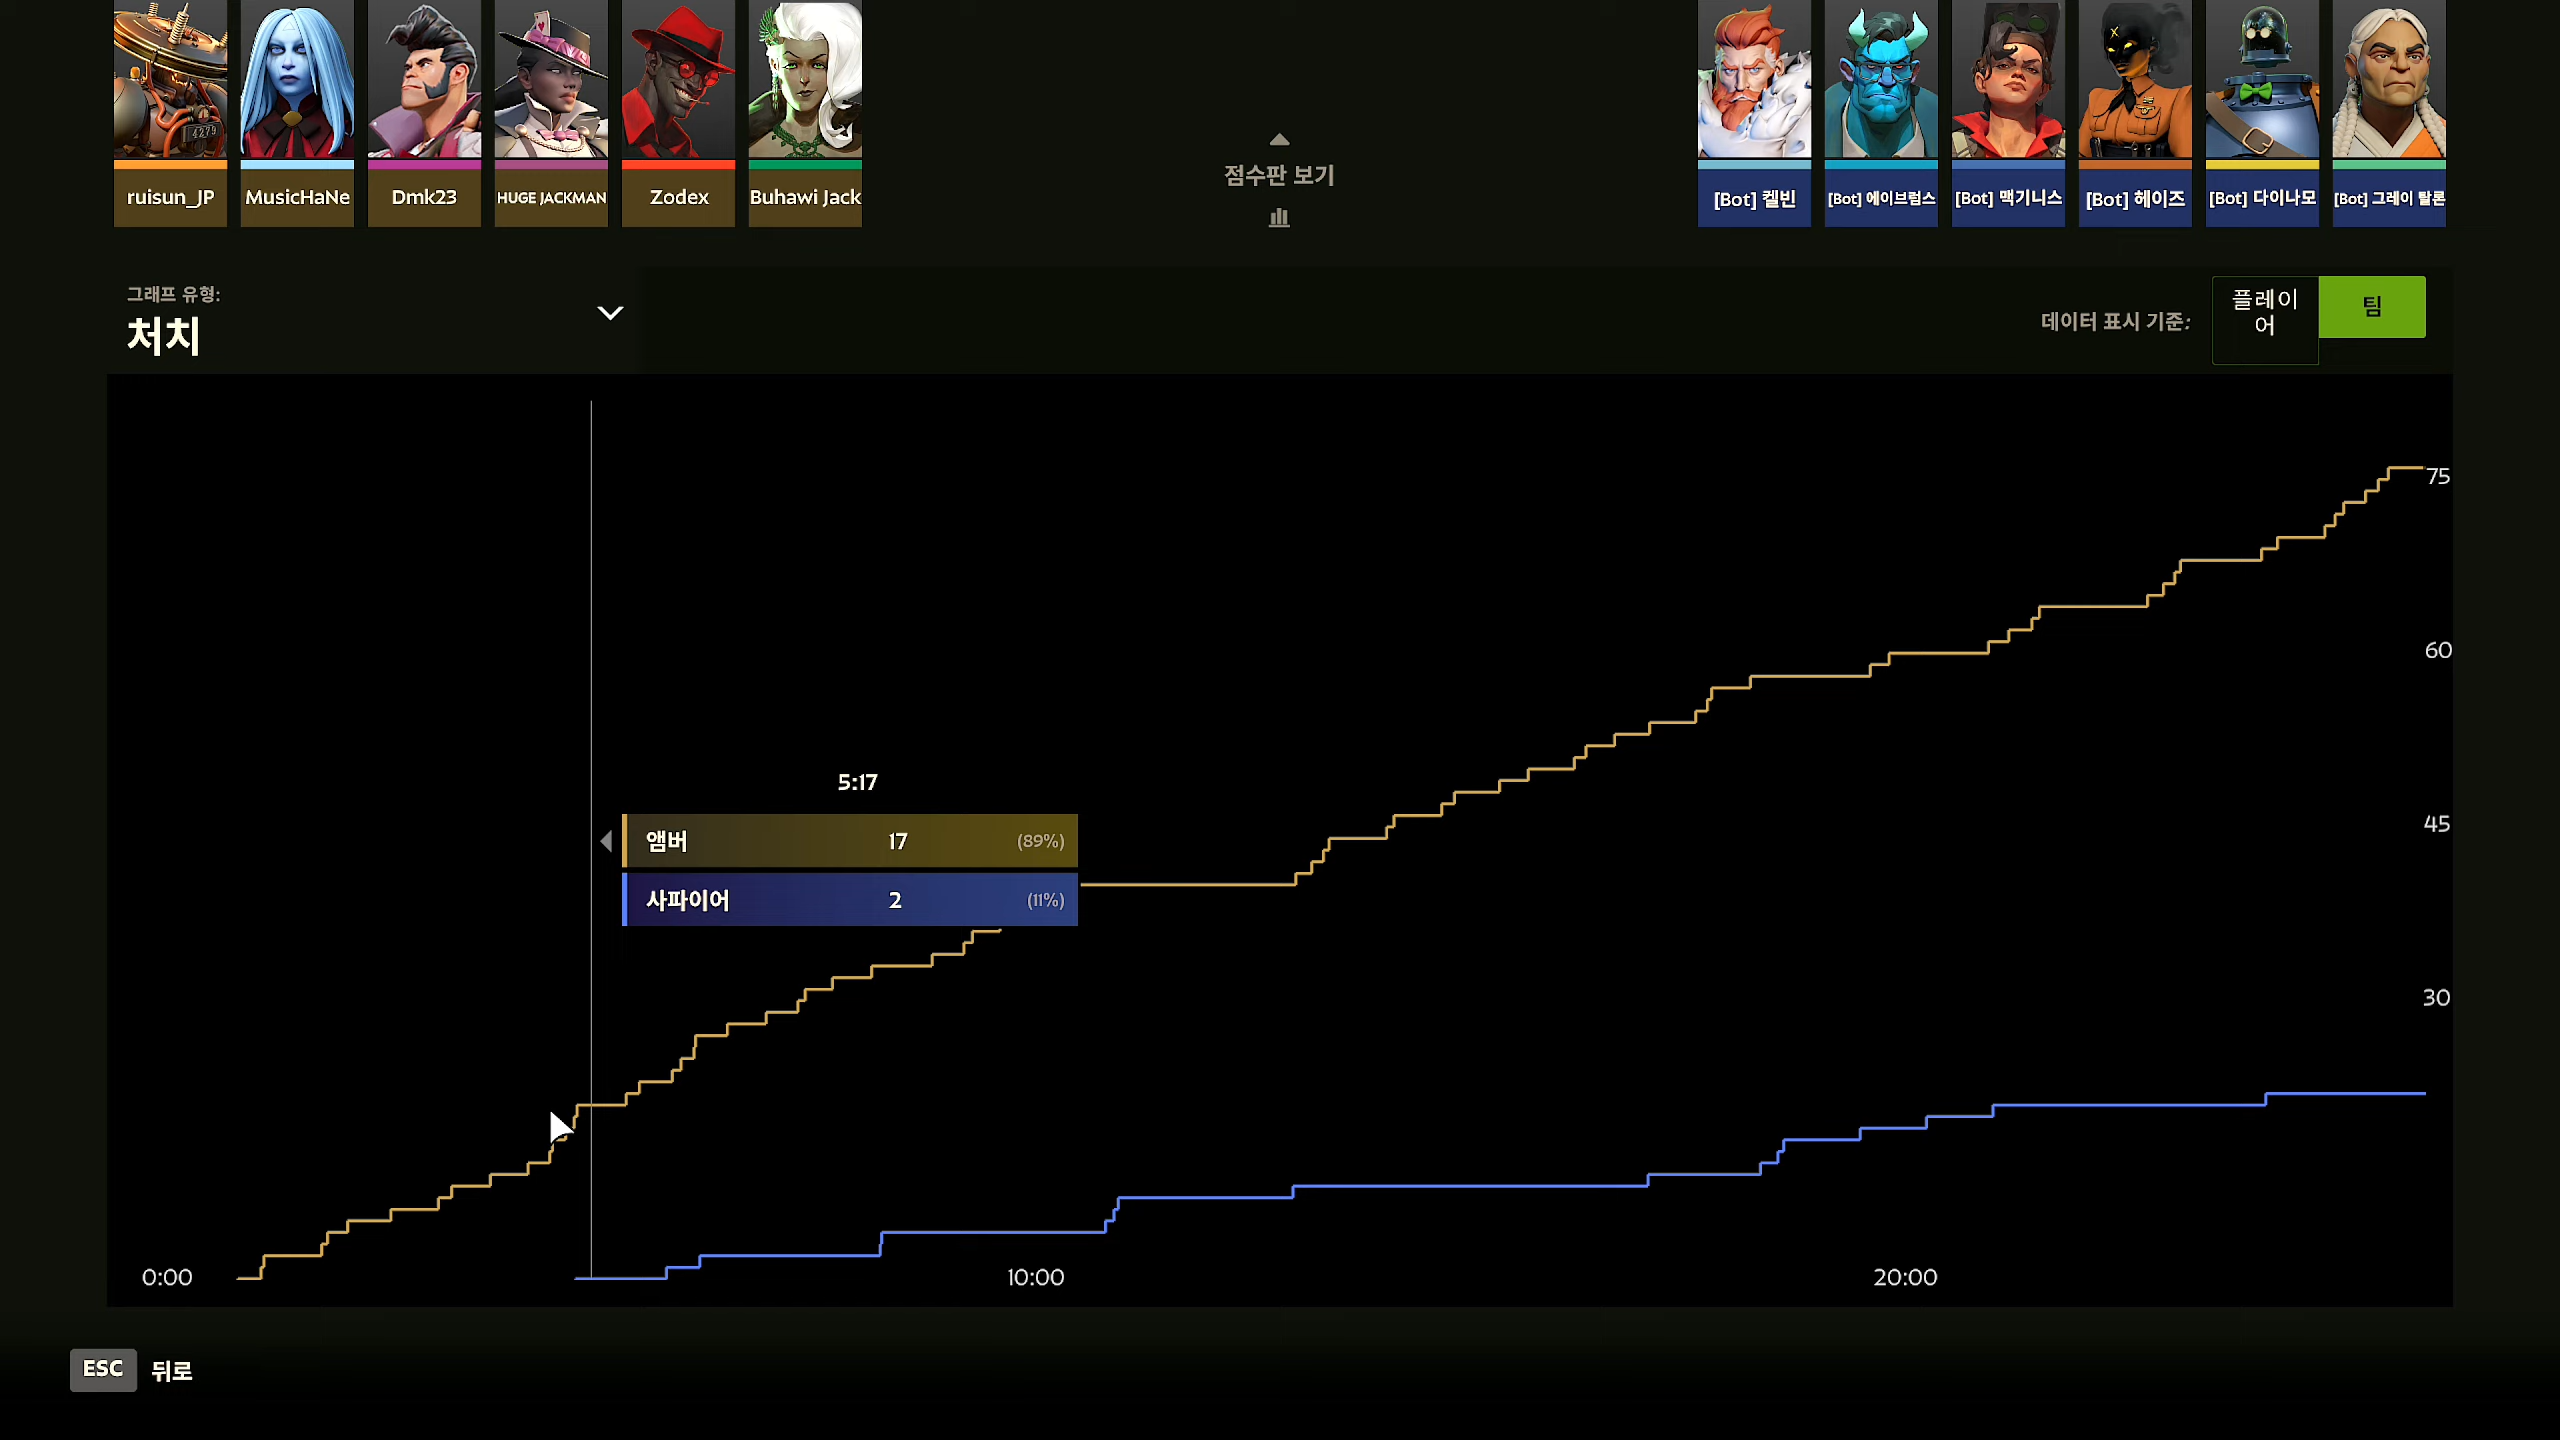 4279
ruisun_JP
MusicHaNe
Dmk23
HUGE JACKMAN
Zodex
Buhawi Jack
점수판 보기
[Bot] 켈빈
[Bot] 에이브럼스
[Bot] 맥기니스
[Bot] 헤이즈
[Bot] 다이나모
[Bot] 그레이 탈론
그래프 유형:
처치
데이터 표시 기준:
플레이
어
팀
75
60
45
30
5:17
앰버 17 (89%)
사파이어 2 (11%)
0:00
10:00
20:00
ESC 뒤로